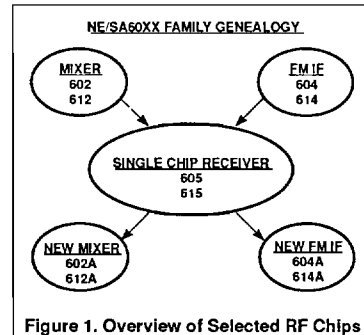 NE/SA60XX FAMILY GENEALOGY
MIXER
602
612
FM IF
604
614
SINGLE CHIP RECEIVER
605
615
NEW MIXER
602A
612A
NEW FM IF
604A
614A
Figure 1. Overview of Selected RF Chips